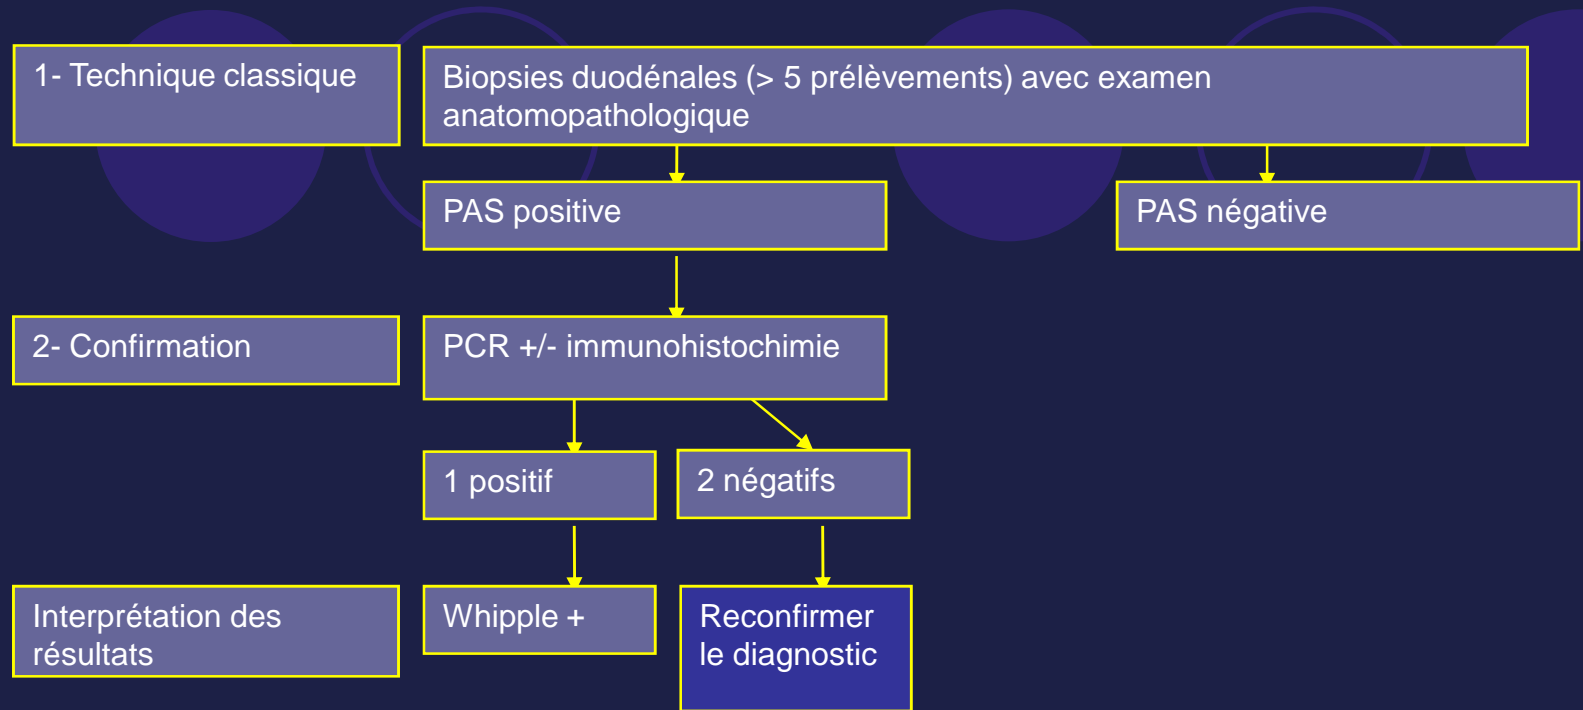 1- Technique classique
Biopsies duodénales (> 5 prélèvements) avec examen
anatomopathologique
PAS positive
PAS négative
2- Confirmation
PCR +/- immunohistochimie
1 positif
2 négatifs
Interprétation des
résultats
Whipple +
Reconfirmer
le diagnostic